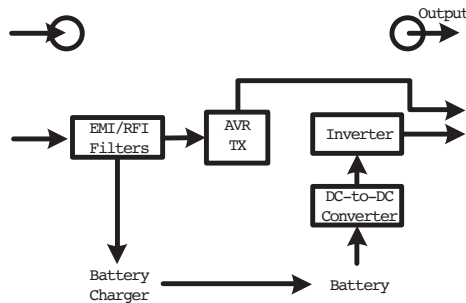 Output
EMI/RFI
Filters
AVR
TX
Inverter
DC-to-DC
Converter
Battery
Charger
Battery